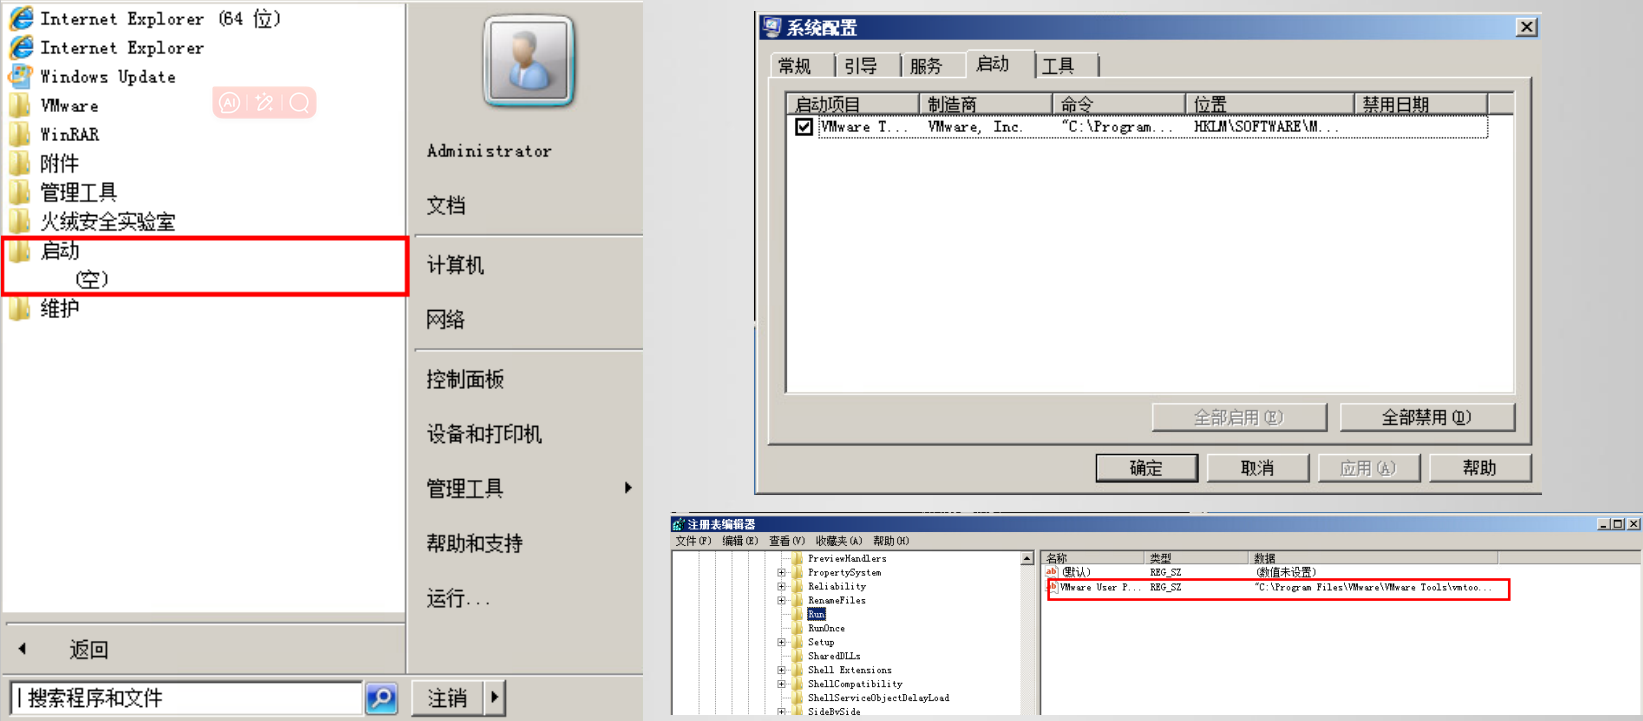 Internet Explorer (64 位)
Internet Explorer
Windows Update
VMware
WinRAR
附件
管理工具
火绒安全实验室
启动
(空)
维护
返回
搜索程序和文件
Administrator
文档
计算机
网络
控制面板
设备和打印机
管理工具
帮助和支持
运行...
注销
AI
系统配置
常规 引导 服务 启动 工具
启动项目 制造商 命令 位置 禁用日期
VMware T... VMware, Inc. "C:\Program... HKLM\SOFTWARE\M...
全部启用(E) 全部禁用(D)
确定 取消 应用(A) 帮助
注册表编辑器
文件(F) 编辑(E) 查看(V) 收藏夹(A) 帮助(H)
PreviewHandlers
PropertySystem
Reliability
RenameFiles
Run
RunOnce
Setup
SharedDLLs
Shell Extensions
ShellCompatibility
ShellServiceObjectDelayLoad
SideBySide
名称 类型 数据
(默认) REG_SZ (数值未设置)
VMware User P... REG_SZ "C:\Program Files\VMware\VMware Tools\vmtoo...